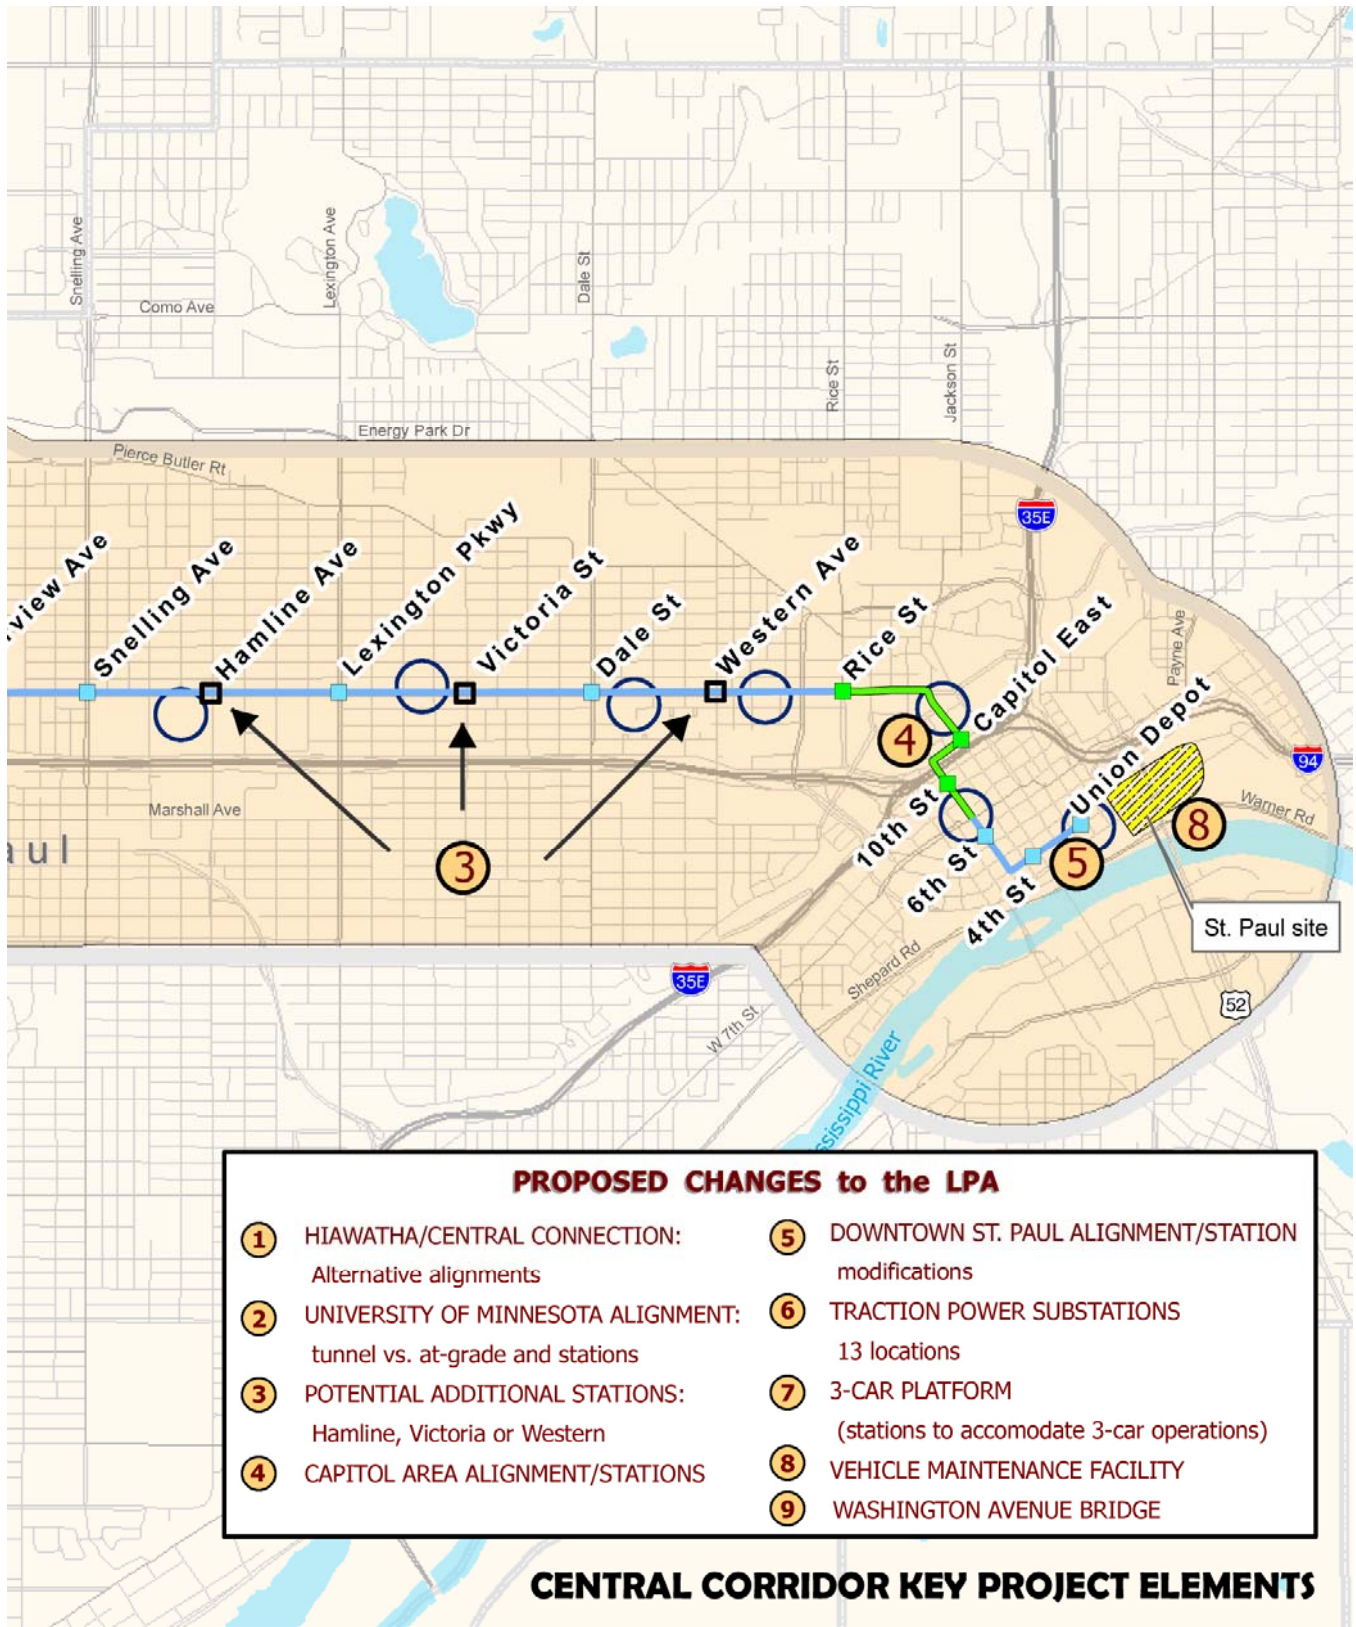 Snelling Ave
Lexington Ave
Como Ave
Dale St
Rice St
Jackson St
Energy Park Dr
Pierce Butler Rt
35E
rview Ave
Snelling Ave
Hamline Ave
Lexington Pkwy
Victoria St
Dale St
Western Ave
Rice St
Capitol East
Payne Ave
Union Depot
94
4
Marshall Ave
aul
3
10th St
6th St
4th St
5
8
Warner Rd
St. Paul site
Shepard Rd
35E
W 7th St
52
ssissippi River
PROPOSED CHANGES to the LPA
1 HIAWATHA/CENTRAL CONNECTION:
Alternative alignments
2 UNIVERSITY OF MINNESOTA ALIGNMENT:
tunnel vs. at-grade and stations
3 POTENTIAL ADDITIONAL STATIONS:
Hamline, Victoria or Western
4 CAPITOL AREA ALIGNMENT/STATIONS
5 DOWNTOWN ST. PAUL ALIGNMENT/STATION
modifications
6 TRACTION POWER SUBSTATIONS
13 locations
7 3-CAR PLATFORM
(stations to accomodate 3-car operations)
8 VEHICLE MAINTENANCE FACILITY
9 WASHINGTON AVENUE BRIDGE
CENTRAL CORRIDOR KEY PROJECT ELEMENTS